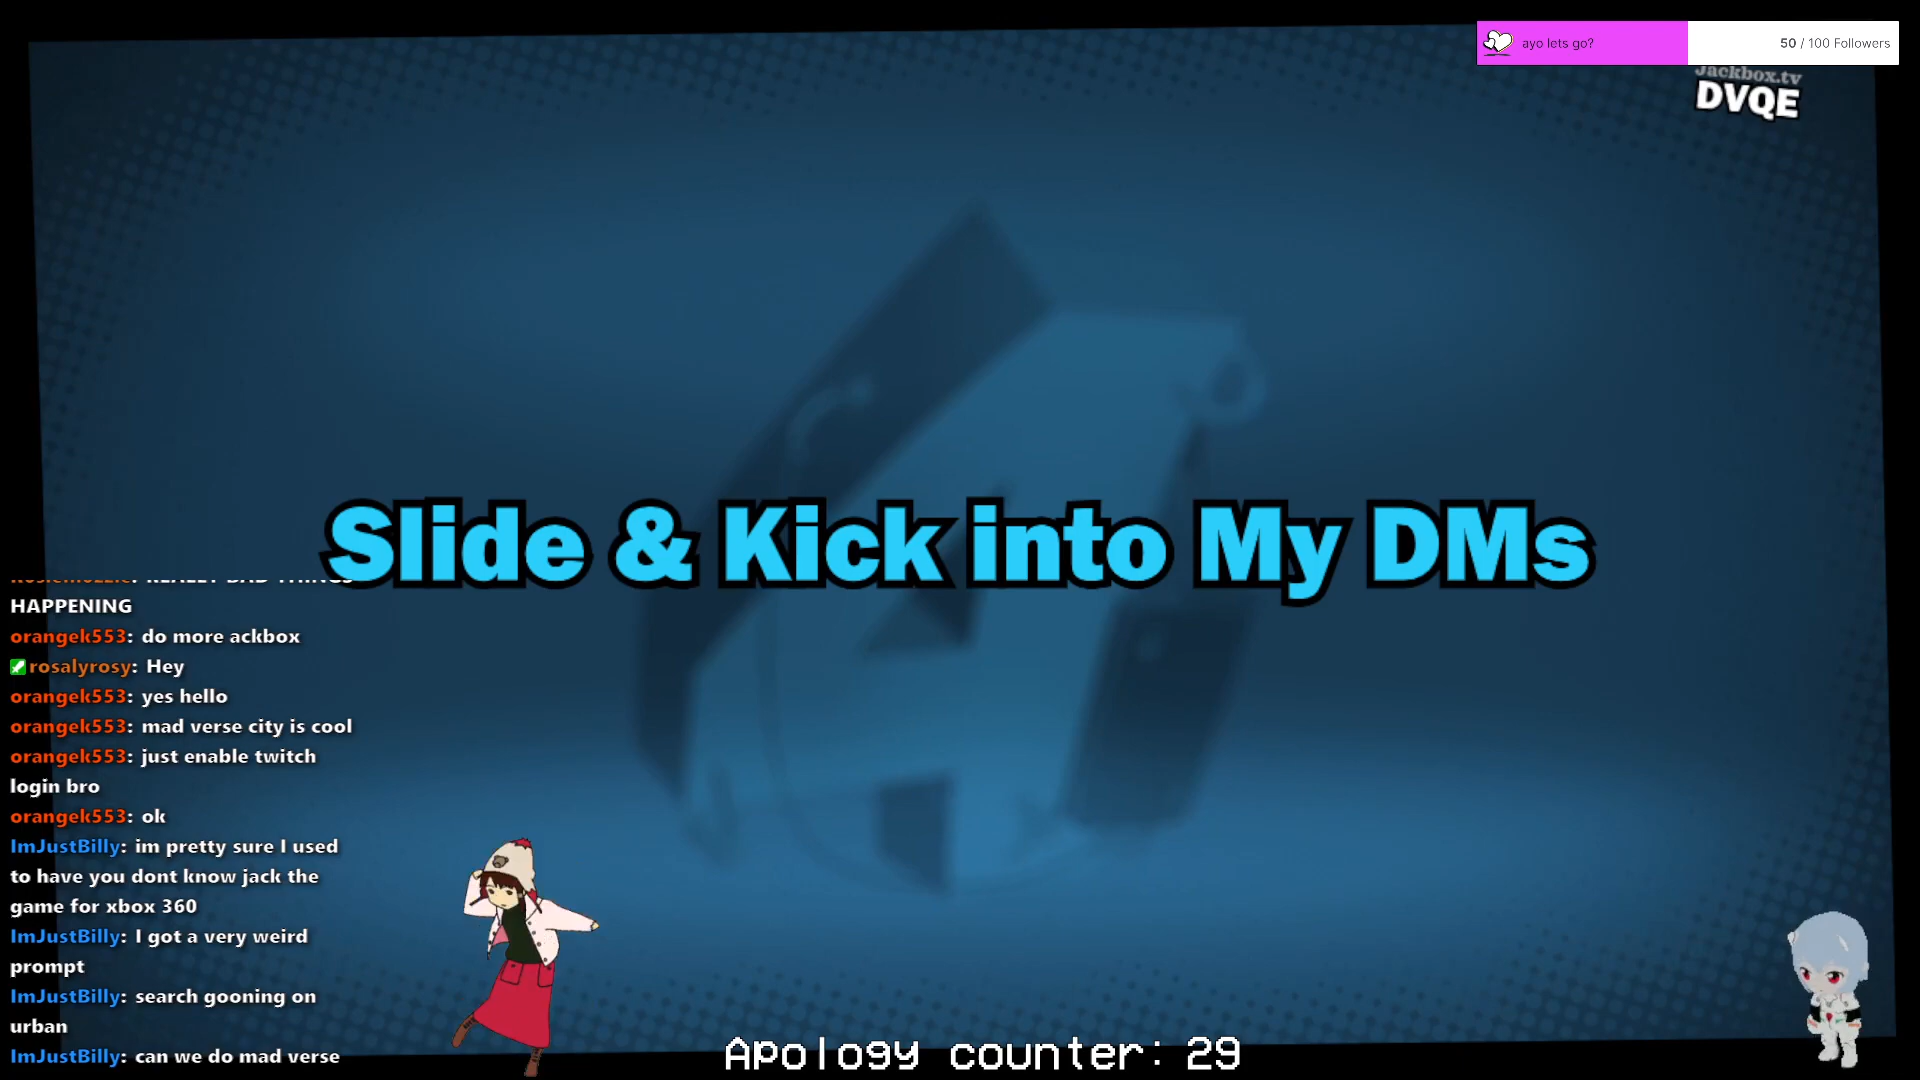 ayo lets go?
50 / 100 Followers
Jackbox.tv
DVQE
Slide & Kick into My DMs
HAPPENING
orangek553: do more ackbox
rosalyrosy: Hey
orangek553: yes hello
orangek553: mad verse city is cool
orangek553: just enable twitch
login bro
orangek553: ok
ImJustBilly: im pretty sure I used
to have you dont know jack the
game for xbox 360
ImJustBilly: I got a very weird
prompt
ImJustBilly: search gooning on
urban
ImJustBilly: can we do mad verse
Apology counter: 29